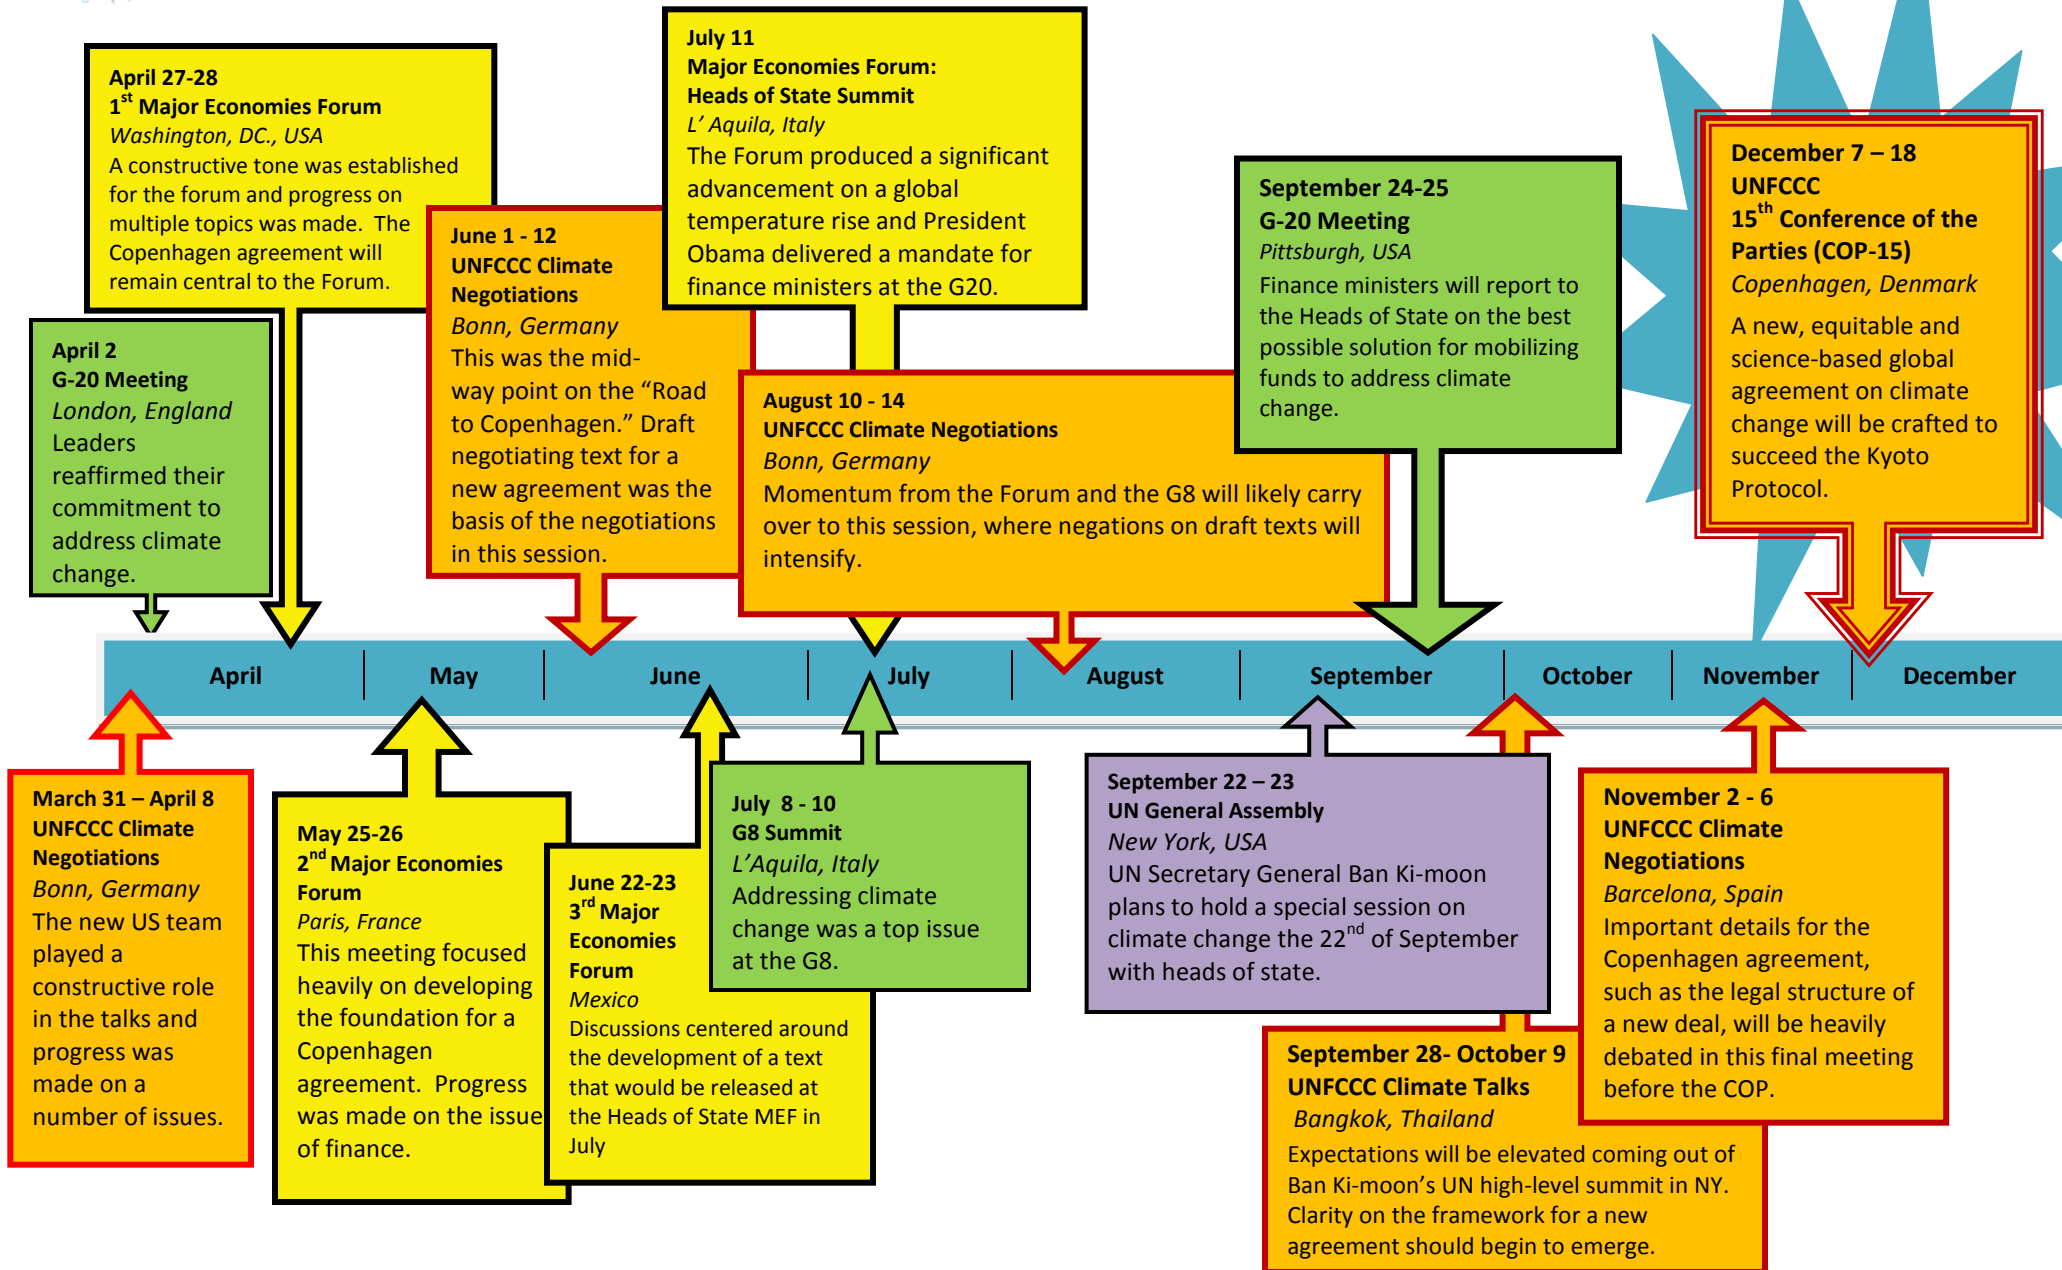 April 27-28
1st Major Economies Forum
Washington, DC., USA
A constructive tone was established
for the forum and progress on
multiple topics was made.  The
Copenhagen agreement will
remain central to the Forum.
July 11
Major Economies Forum:
Heads of State Summit
L' Aquila, Italy
The Forum produced a significant
advancement on a global
temperature rise and President
Obama delivered a mandate for
finance ministers at the G20.
April 2
G-20 Meeting
London, England
Leaders
reaffirmed their
commitment to
address climate
change.
June 1 - 12
UNFCCC Climate
Negotiations
Bonn, Germany
This was the mid-
way point on the “Road
to Copenhagen.” Draft
negotiating text for a
new agreement was the
basis of the negotiations
in this session.
August 10 - 14
UNFCCC Climate Negotiations
Bonn, Germany
Momentum from the Forum and the G8 will likely carry
over to this session, where negations on draft texts will
intensify.
September 24-25
G-20 Meeting
Pittsburgh, USA
Finance ministers will report to
the Heads of State on the best
possible solution for mobilizing
funds to address climate
change.
December 7 – 18
UNFCCC
15th Conference of the
Parties (COP-15)
Copenhagen, Denmark
A new, equitable and
science-based global
agreement on climate
change will be crafted to
succeed the Kyoto
Protocol.
April May June July August September October November December
March 31 – April 8
UNFCCC Climate
Negotiations
Bonn, Germany
The new US team
played a
constructive role
in the talks and
progress was
made on a
number of issues.
May 25-26
2nd Major Economies
Forum
Paris, France
This meeting focused
heavily on developing
the foundation for a
Copenhagen
agreement.  Progress
was made on the issue
of finance.
June 22-23
3rd Major
Economies
Forum
Mexico
Discussions centered around
the development of a text
that would be released at
the Heads of State MEF in
July
July  8 - 10
G8 Summit
L'Aquila, Italy
Addressing climate
change was a top issue
at the G8.
September 22 – 23
UN General Assembly
New York, USA
UN Secretary General Ban Ki-moon
plans to hold a special session on
climate change the 22nd of September
with heads of state.
September 28- October 9
UNFCCC Climate Talks
Bangkok, Thailand
Expectations will be elevated coming out of
Ban Ki-moon’s UN high-level summit in NY.
Clarity on the framework for a new
agreement should begin to emerge.
November 2 - 6
UNFCCC Climate
Negotiations
Barcelona, Spain
Important details for the
Copenhagen agreement,
such as the legal structure of
a new deal, will be heavily
debated in this final meeting
before the COP.